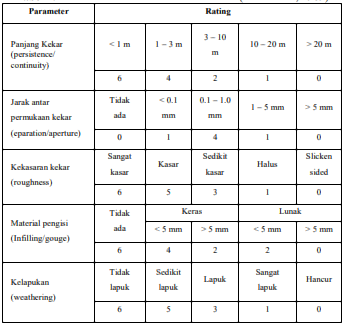 Parameter Rating
Panjang Kekar (persistence/ continuity) < 1 m 1 – 3 m 3 – 10 m 10 – 20 m > 20 m
6 4 2 1 0
Jarak antar permukaan kekar (eparation/aperture) Tidak ada < 0.1 mm 0.1 – 1.0 mm 1 – 5 mm > 5 mm
0 1 4 1 0
Kekasaran kekar (roughness) Sangat kasar Kasar Sedikit kasar Halus Slicken sided
6 5 3 1 0
Material pengisi (Infilling/gouge) Tidak ada Keras Lunak
< 5 mm > 5 mm < 5 mm > 5 mm
6 4 2 2 0
Kelapukan (weathering) Tidak lapuk Sedikit lapuk Lapuk Sangat lapuk Hancur
6 5 3 1 0